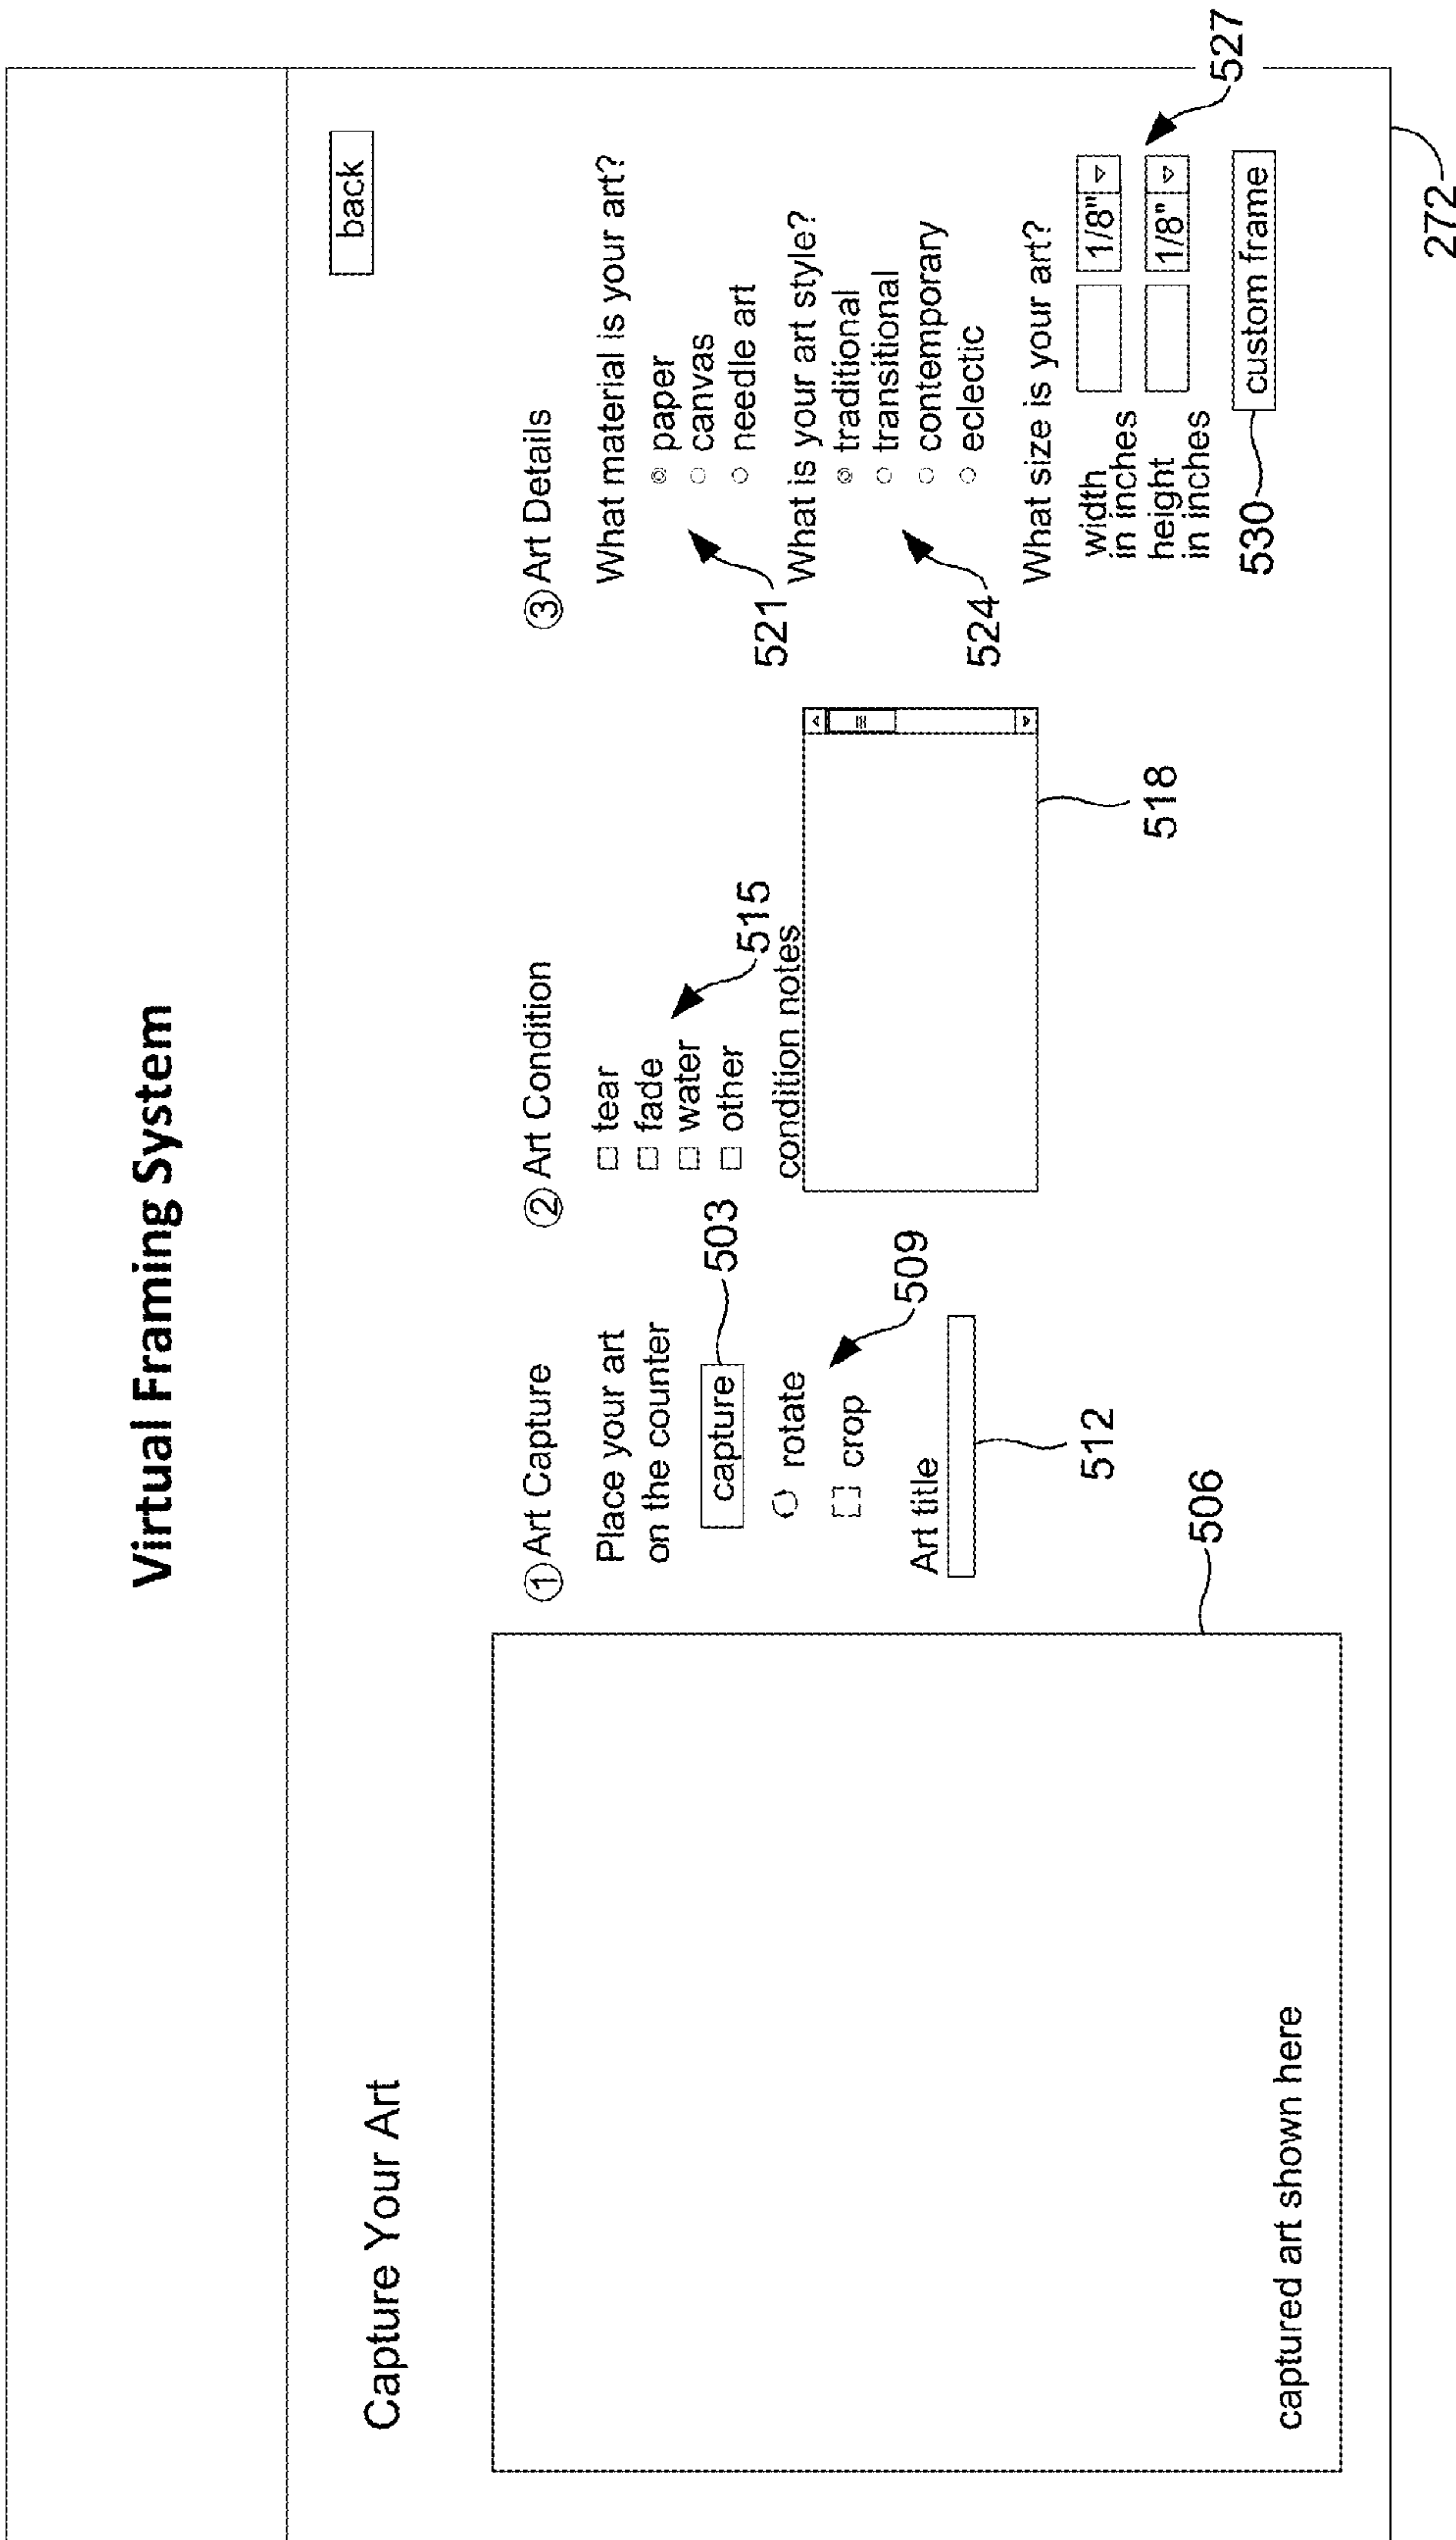 Virtual Framing System
Capture Your Art
back
captured art shown here
506
① Art Capture
Place your art
on the counter
capture
503
rotate
crop
509
Art title
512
② Art Condition
tear
fade
water
other
515
condition notes
518
③ Art Details
What material is your art?
paper
canvas
needle art
521
What is your art style?
traditional
transitional
contemporary
eclectic
524
What size is your art?
width
in inches
1/8"
height
in inches
1/8"
527
custom frame
530
272